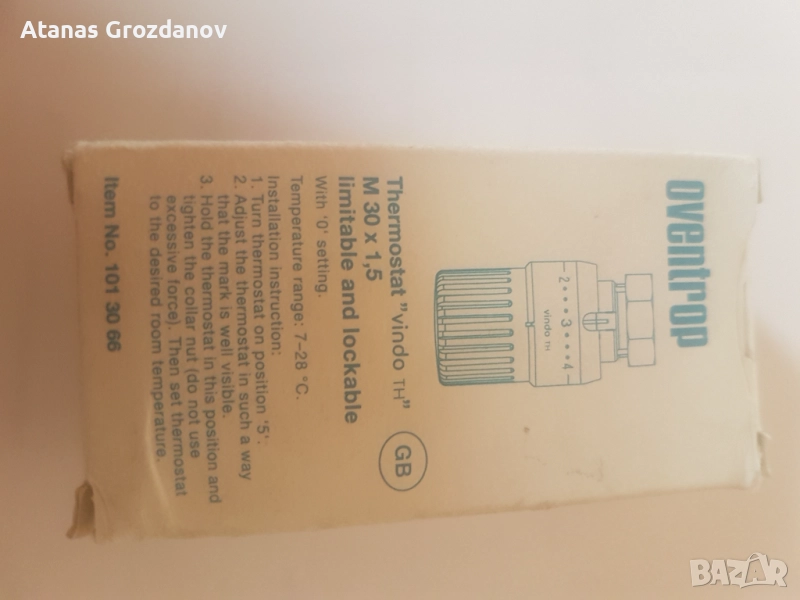 Atanas Grozdanov
oventrop
2•••3•••4
vindo TH
Thermostat "vindo TH"
GB
M 30 x 1,5
limitable and lockable
With '0' setting.
Temperature range: 7–28 °C.
Installation instruction:
1. Turn thermostat on position '5'.
2. Adjust the thermostat in such a way
that the mark is well visible.
3. Hold the thermostat in this position and
tighten the collar nut (do not use
excessive force). Then set thermostat
to the desired room temperature.
Item No. 101 30 66
BAZAR